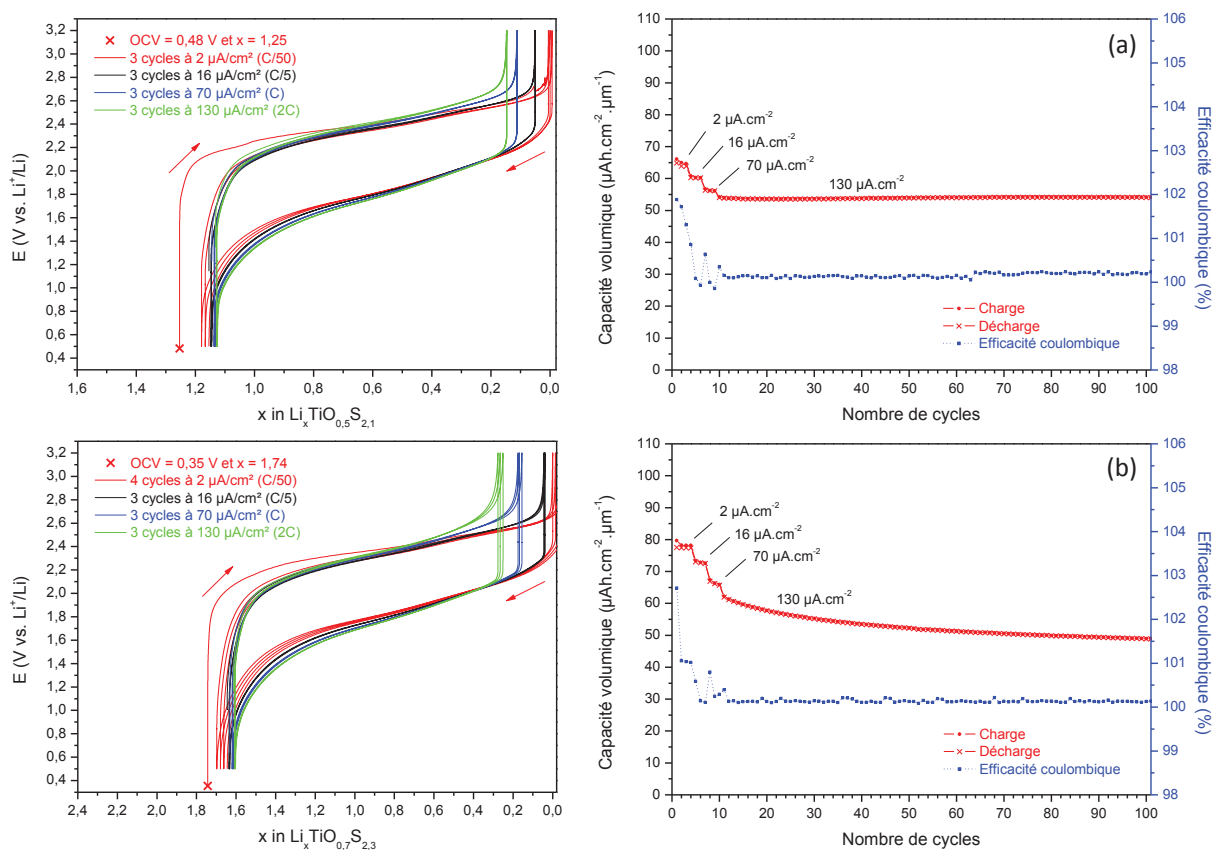 3,2
3,0
2,8
2,6
2,4
2,2
2,0
1,8
1,6
1,4
1,2
1,0
0,8
0,6
0,4
E (V vs. Li⁺/Li)
OCV = 0,48 V et x = 1,25
3 cycles à 2 µA/cm² (C/50)
3 cycles à 16 µA/cm² (C/5)
3 cycles à 70 µA/cm² (C)
3 cycles à 130 µA/cm² (2C)
1,6 1,4 1,2 1,0 0,8 0,6 0,4 0,2 0,0
x in LiₓTiO₀,₅S₂,₁
110
100
90
80
70
60
50
40
30
20
10
0
Capacité volumique (µAh.cm⁻².µm⁻¹)
(a)
2 µA.cm⁻²
16 µA.cm⁻²
70 µA.cm⁻²
130 µA.cm⁻²
Charge
Décharge
Efficacité coulombique
106
105
104
103
102
101
100
99
98
Efficacité coulombique (%)
0 10 20 30 40 50 60 70 80 90 100
Nombre de cycles
3,2
3,0
2,8
2,6
2,4
2,2
2,0
1,8
1,6
1,4
1,2
1,0
0,8
0,6
0,4
E (V vs. Li⁺/Li)
OCV = 0,35 V et x = 1,74
4 cycles à 2 µA/cm² (C/50)
3 cycles à 16 µA/cm² (C/5)
3 cycles à 70 µA/cm² (C)
3 cycles à 130 µA/cm² (2C)
2,4 2,2 2,0 1,8 1,6 1,4 1,2 1,0 0,8 0,6 0,4 0,2 0,0
x in LiₓTiO₀,₇S₂,₃
110
100
90
80
70
60
50
40
30
20
10
0
Capacité volumique (µAh.cm⁻².µm⁻¹)
(b)
2 µA.cm⁻²
16 µA.cm⁻²
70 µA.cm⁻²
130 µA.cm⁻²
Charge
Décharge
Efficacité coulombique
106
105
104
103
102
101
100
99
98
Efficacité coulombique (%)
0 10 20 30 40 50 60 70 80 90 100
Nombre de cycles